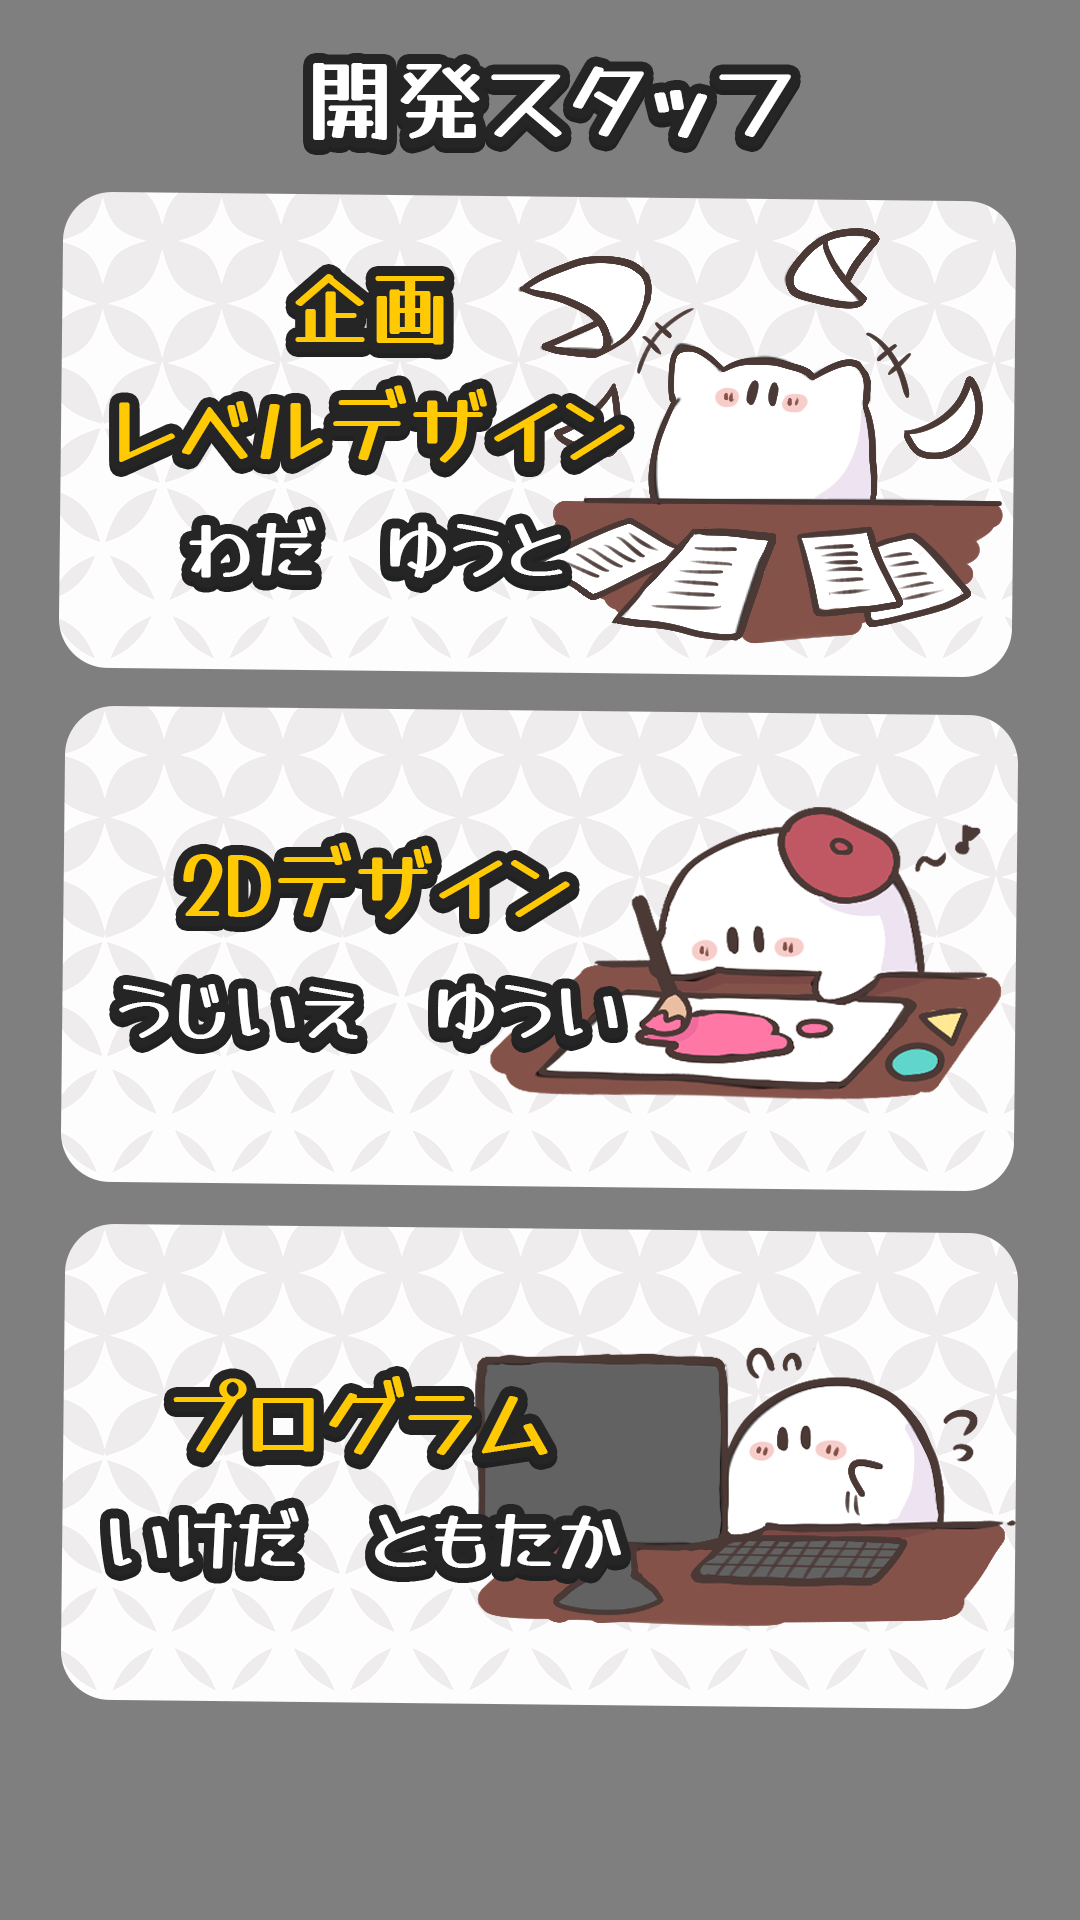 開発スタッフ
企画
レベルデザイン
わだ　ゆうと
2Dデザイン
うじいえ　ゆうい
プログラム
いけだ　ともたか